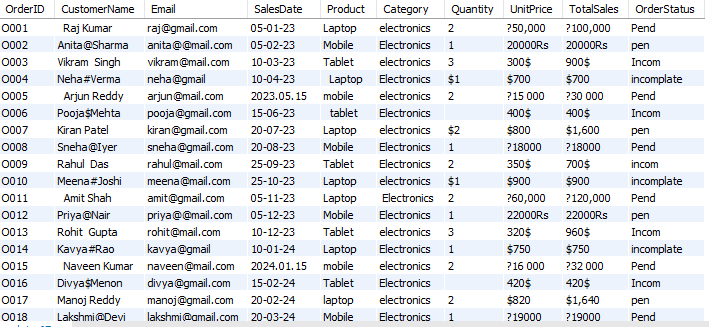 OrderID CustomerName Email SalesDate Product Category Quantity UnitPrice TotalSales OrderStatus
O001 Raj Kumar raj@gmail.com 05-01-23 Laptop electronics 2 ?50,000 ?100,000 Pend
O002 Anita@Sharma anita@@mail.com 05-02-23 Mobile electronics 1 20000Rs 20000Rs pen
O003 Vikram Singh vikram@mail.com 10-03-23 Tablet electronics 3 300$ 900$ Incom
O004 Neha#Verma neha@gmail 10-04-23 Laptop electronics $1 $700 $700 incomplate
O005 Arjun Reddy arjun@mail.com 2023.05.15 mobile electronics 2 ?15 000 ?30 000 Pend
O006 Pooja$Mehta pooja@gmail.com 15-06-23 tablet electronics 400$ 400$ Incom
O007 Kiran Patel kiran@gmail.com 20-07-23 Laptop electronics $2 $800 $1,600 pen
O008 Sneha@Iyer sneha@gmail.com 20-08-23 Mobile Electronics 1 ?18000 ?18000 Pend
O009 Rahul Das rahul@mail.com 25-09-23 Tablet Electronics 2 350$ 700$ incom
O010 Meena#Joshi meena@mail.com 25-10-23 Laptop Electronics $1 $900 $900 incomplate
O011 Amit Shah amit@gmail.com 05-11-23 Laptop Electronics 2 ?60,000 ?120,000 Pend
O012 Priya@Nair priya@@mail.com 05-12-23 Mobile Electronics 1 22000Rs 22000Rs pen
O013 Rohit Gupta rohit@mail.com 10-12-23 Tablet Electronics 3 320$ 960$ Incom
O014 Kavya#Rao kavya@gmail 10-01-24 Laptop Electronics 1 $750 $750 incomplate
O015 Naveen Kumar naveen@mail.com 2024.01.15 mobile Electronics 2 ?16 000 ?32 000 Pend
O016 Divya$Menon divya@gmail.com 15-02-24 Tablet Electronics 420$ 420$ Incom
O017 Manoj Reddy manoj@gmail.com 20-02-24 laptop electronics 2 $820 $1,640 pen
O018 Lakshmi@Devi lakshmi@gmail.com 20-03-24 Mobile electronics 1 ?19000 ?19000 Pend